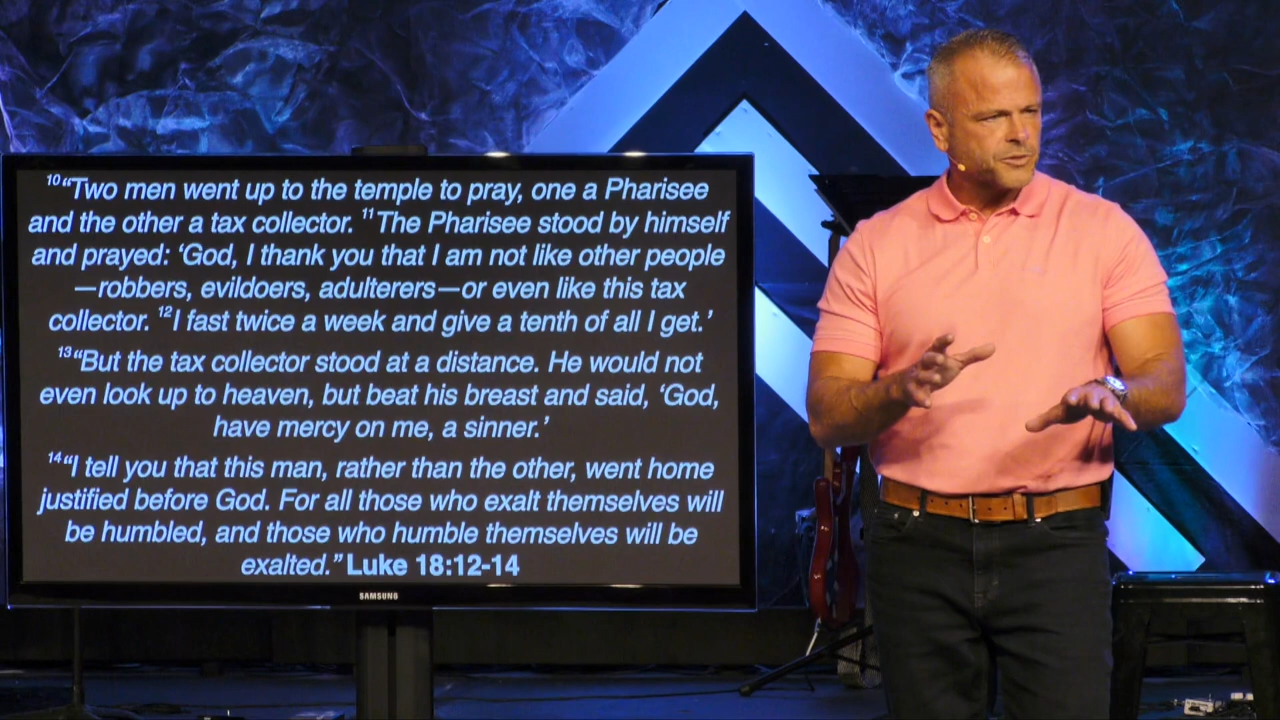 10“Two men went up to the temple to pray, one a Pharisee
and the other a tax collector. 11The Pharisee stood by himself
and prayed: ‘God, I thank you that I am not like other people
—robbers, evildoers, adulterers—or even like this tax
collector. 12I fast twice a week and give a tenth of all I get.’
13“But the tax collector stood at a distance. He would not
even look up to heaven, but beat his breast and said, ‘God,
have mercy on me, a sinner.’
14“I tell you that this man, rather than the other, went home
justified before God. For all those who exalt themselves will
be humbled, and those who humble themselves will be
exalted.” Luke 18:12-14
SAMSUNG